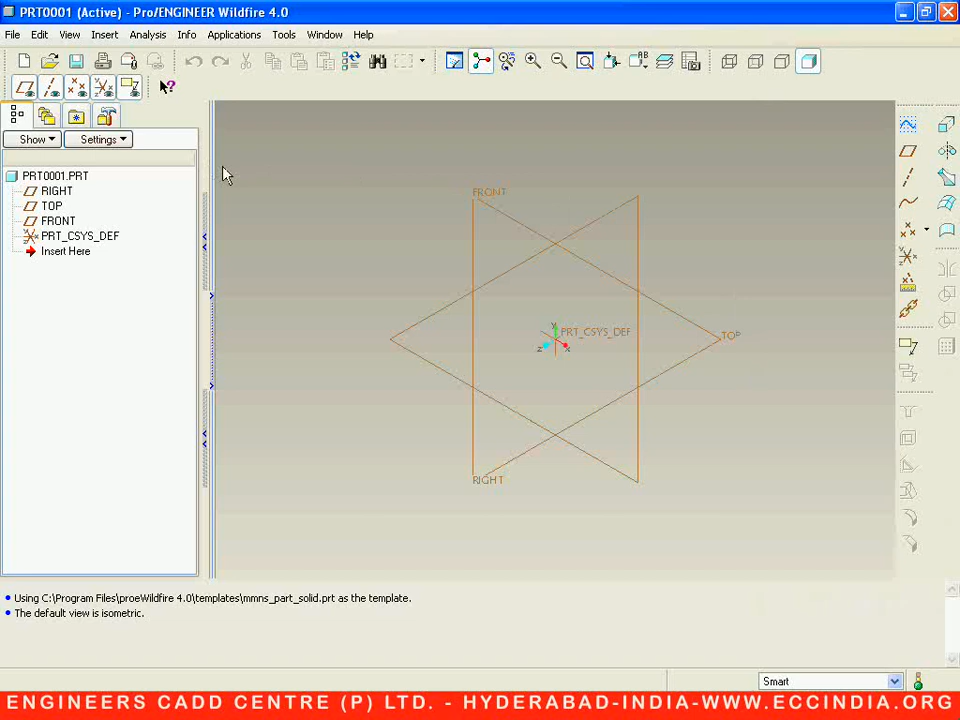 PRT0001 (Active) - Pro/ENGINEER Wildfire 4.0
File Edit View Insert Analysis Info Applications Tools Window Help
Show Settings
PRT0001.PRT
RIGHT
TOP
FRONT
PRT_CSYS_DEF
Insert Here
FRONT
Y
PRT_CSYS_DEF
TOP
Z
X
RIGHT
Using C:\Program Files\proeWildfire 4.0\templates\mmns_part_solid.prt as the template.
The default view is isometric.
Smart
ENGINEERS CADD CENTRE (P) LTD. - HYDERABAD-INDIA-WWW.ECCINDIA.ORG